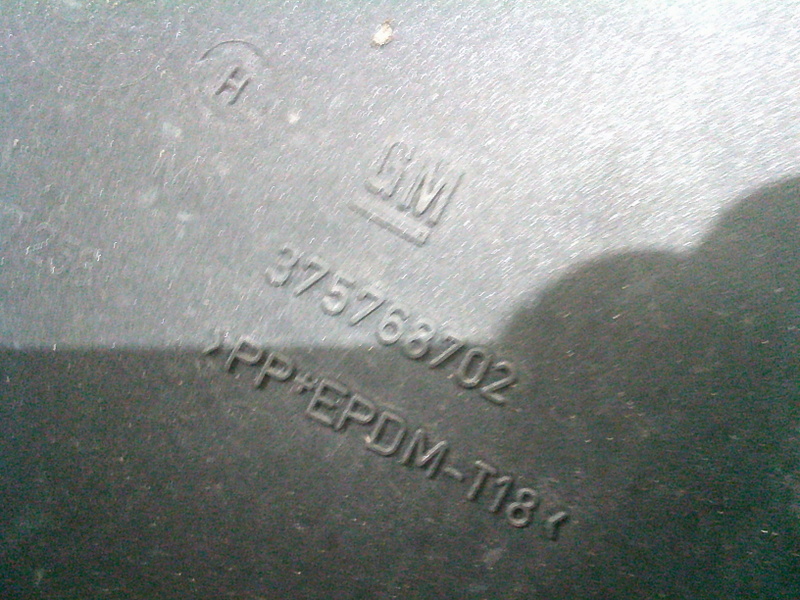 H
GM
375768702
>PP+EPDM-T18<